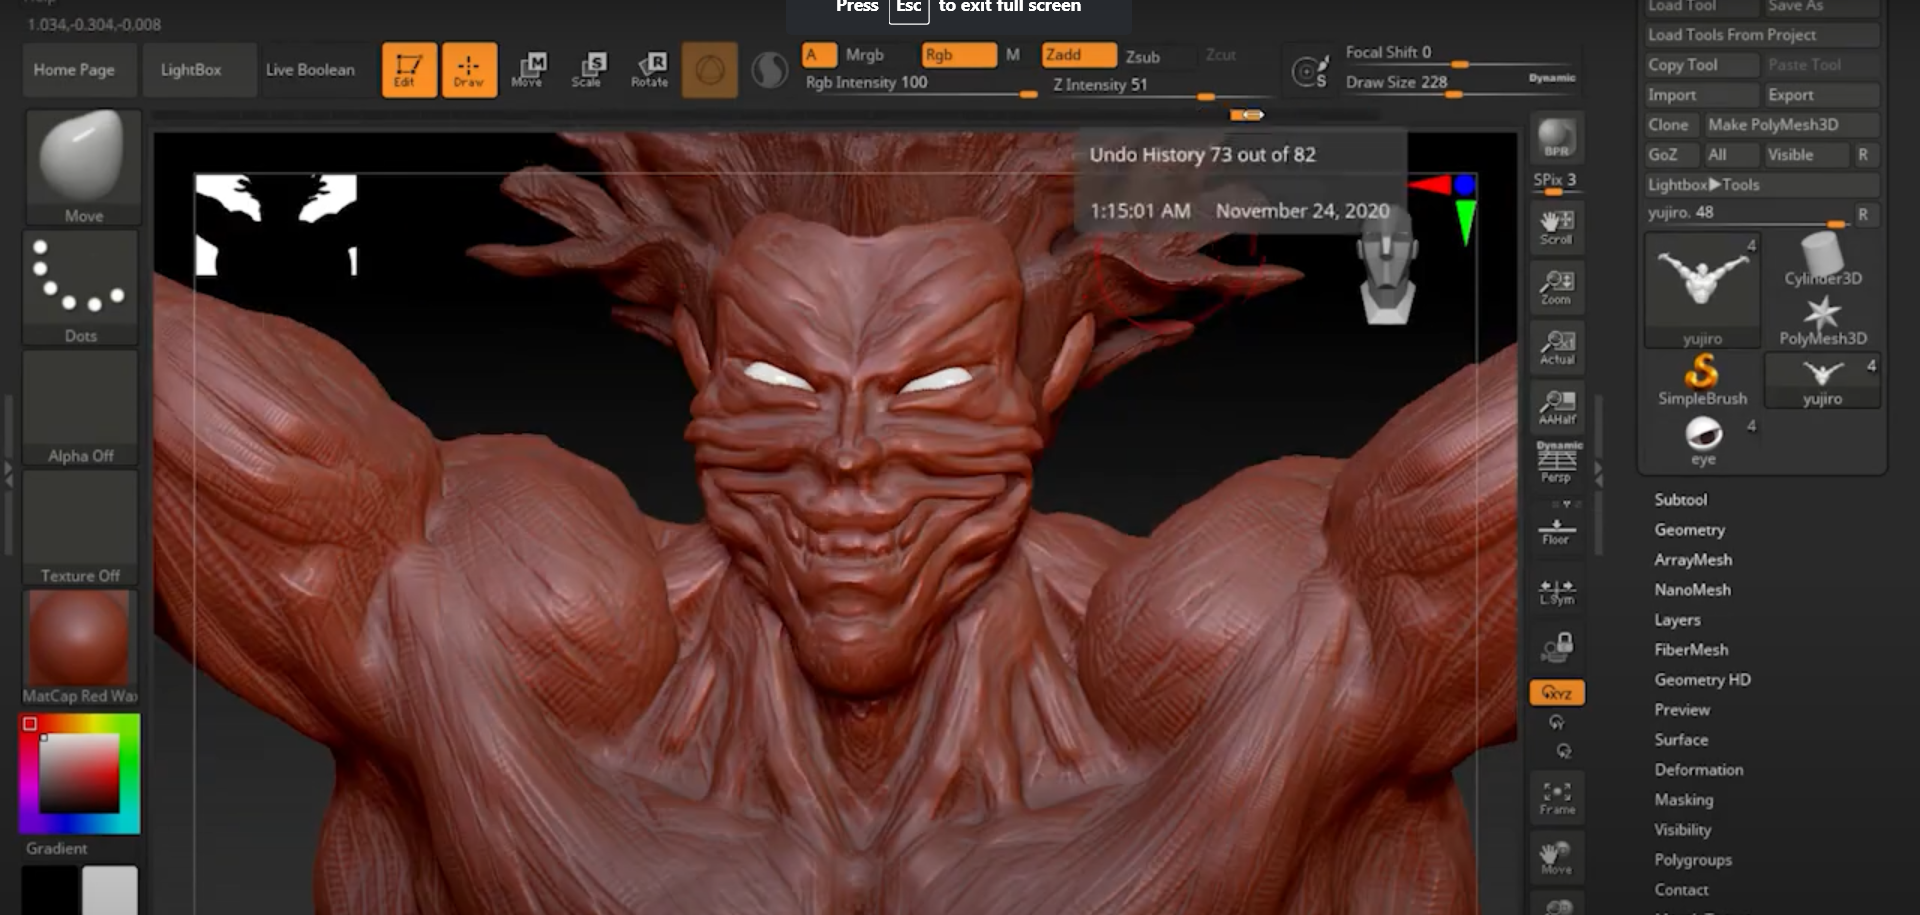 Press Esc to exit full screen
1.034,-0.304,-0.008
Home Page
LightBox
Live Boolean
Edit
Draw
Move
Scale
Rotate
A
Mrgb
Rgb
M
Rgb Intensity 100
Zadd
Zsub
Zcut
Z Intensity 51
Focal Shift 0
Draw Size 228
Dynamic
Undo History 73 out of 82
1:15:01 AM November 24, 2020
Move
Dots
Alpha Off
Texture Off
MatCap Red Wax
Gradient
BPR
SPix 3
Scroll
Zoom
Actual
AAHalf
Dynamic
Persp
Floor
L.Sym
XYZ
Frame
Move
Load Tool
Save As
Load Tools From Project
Copy Tool
Paste Tool
Import
Export
Clone
Make PolyMesh3D
GoZ
All
Visible
R
Lightbox▶Tools
yujiro. 48
R
4
yujiro
Cylinder3D
PolyMesh3D
SimpleBrush
4
yujiro
4
eye
Subtool
Geometry
ArrayMesh
NanoMesh
Layers
FiberMesh
Geometry HD
Preview
Surface
Deformation
Masking
Visibility
Polygroups
Contact